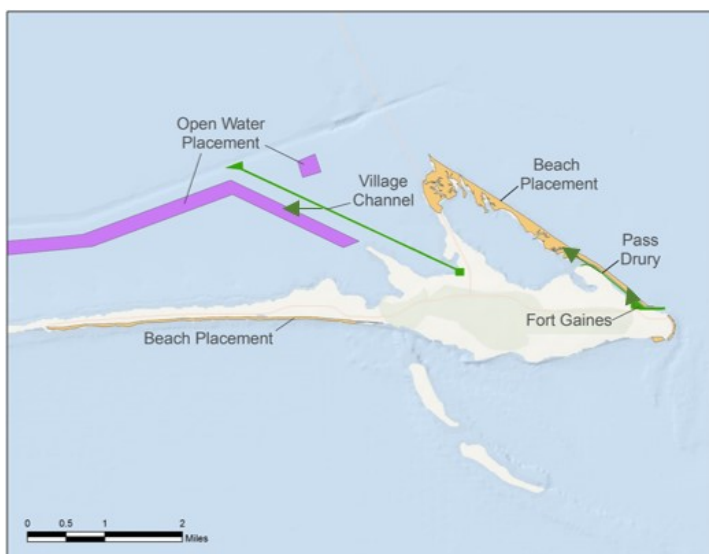 Open Water
Placement
Village
Channel
Beach
Placement
Pass
Drury
Fort Gaines
Beach Placement
0 0.5 1 2
Miles